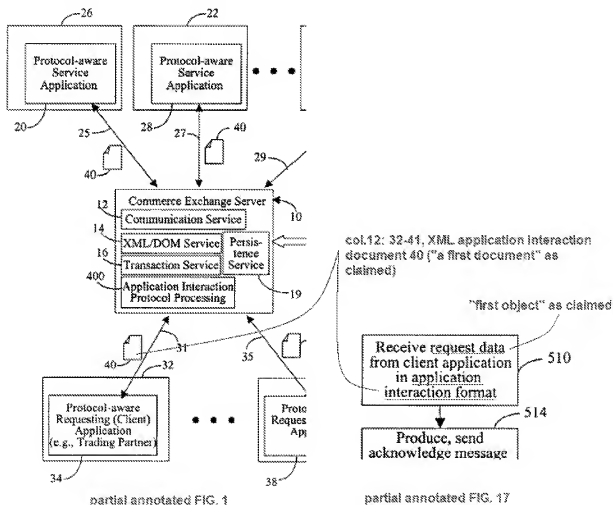 26
22
Protocol-aware
Service
Application
Protocol-aware
Service
Application
20
25
28
27
40
40
29
Commerce Exchange Server
10
12
Communication Service
14
XML/DOM Service
Persis-
tence
Service
16
Transaction Service
400
Application Interaction
Protocol Processing
19
col.12: 32-41, XML application interaction
document 40 ("a first document" as
claimed)
"first object" as claimed
Receive request data
from client application
in application
interaction format
510
514
Produce, send
acknowledge message
40
31
32
35
Protocol-aware
Requesting (Client)
Application
(e.g., Trading Partner)
34
Proto
Reque
App
38
partial annotated FIG. 1
partial annotated FIG. 17